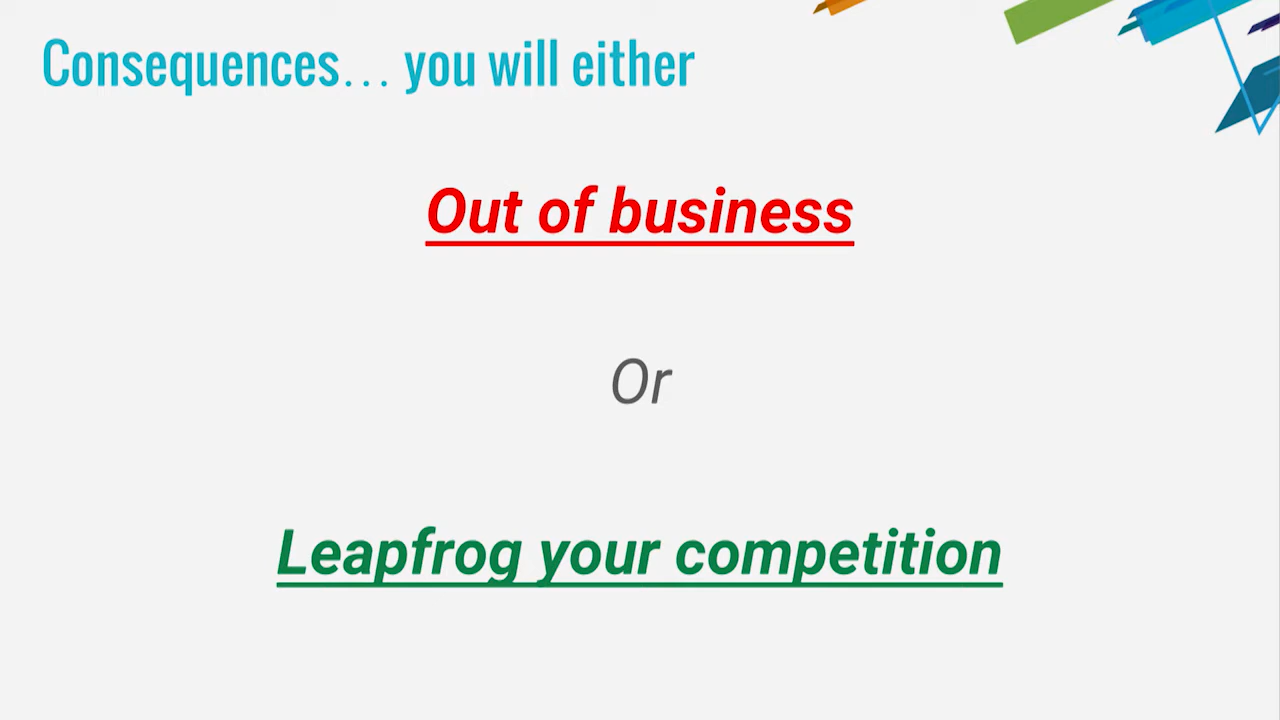 Consequences... you will either
Out of business
Or
Leapfrog your competition